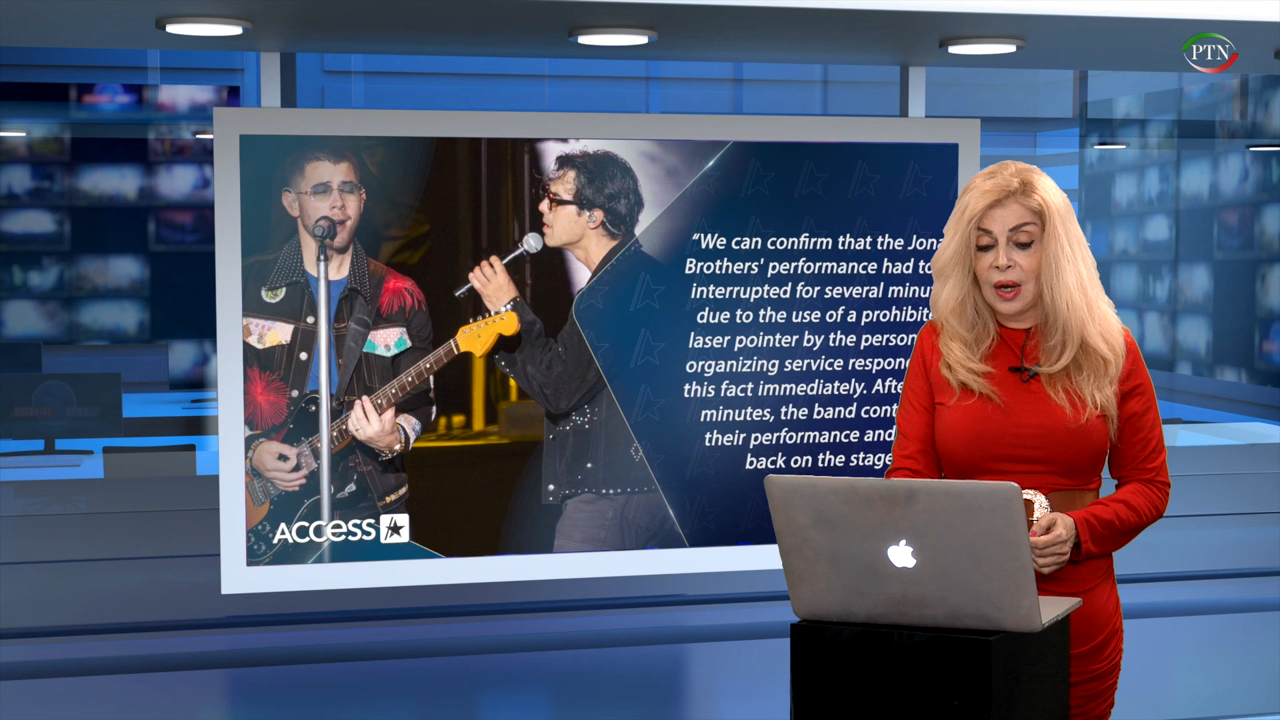 PTN
“We can confirm that the Jona
Brothers' performance had to
interrupted for several minut
due to the use of a prohibite
laser pointer by the person
organizing service respon
this fact immediately. Afte
minutes, the band cont
their performance and
back on the stage
ACCESS